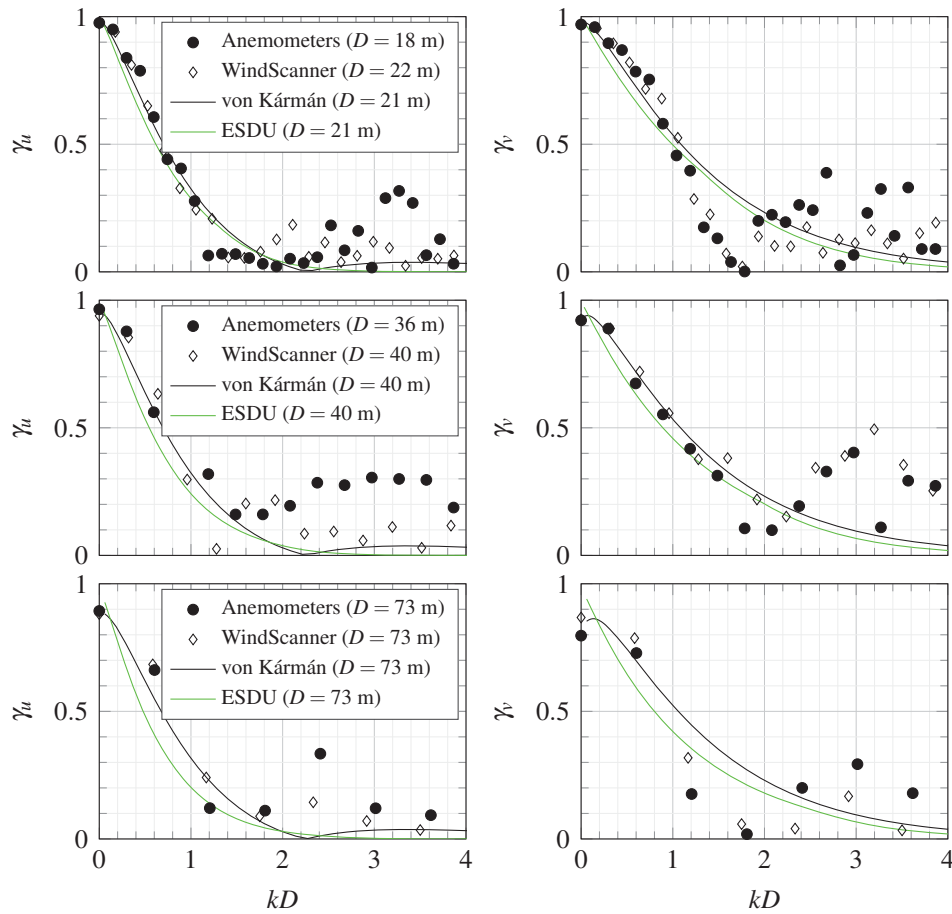 1
Anemometers (D = 18 m)
WindScanner (D = 22 m)
von Kármán (D = 21 m)
ESDU (D = 21 m)
0.5
γu
0
1
0.5
γv
0
1
Anemometers (D = 36 m)
WindScanner (D = 40 m)
von Kármán (D = 40 m)
ESDU (D = 40 m)
0.5
γu
0
1
0.5
γv
0
1
Anemometers (D = 73 m)
WindScanner (D = 73 m)
von Kármán (D = 73 m)
ESDU (D = 73 m)
0.5
γu
0
0 1 2 3 4
kD
1
0.5
γv
0
0 1 2 3 4
kD